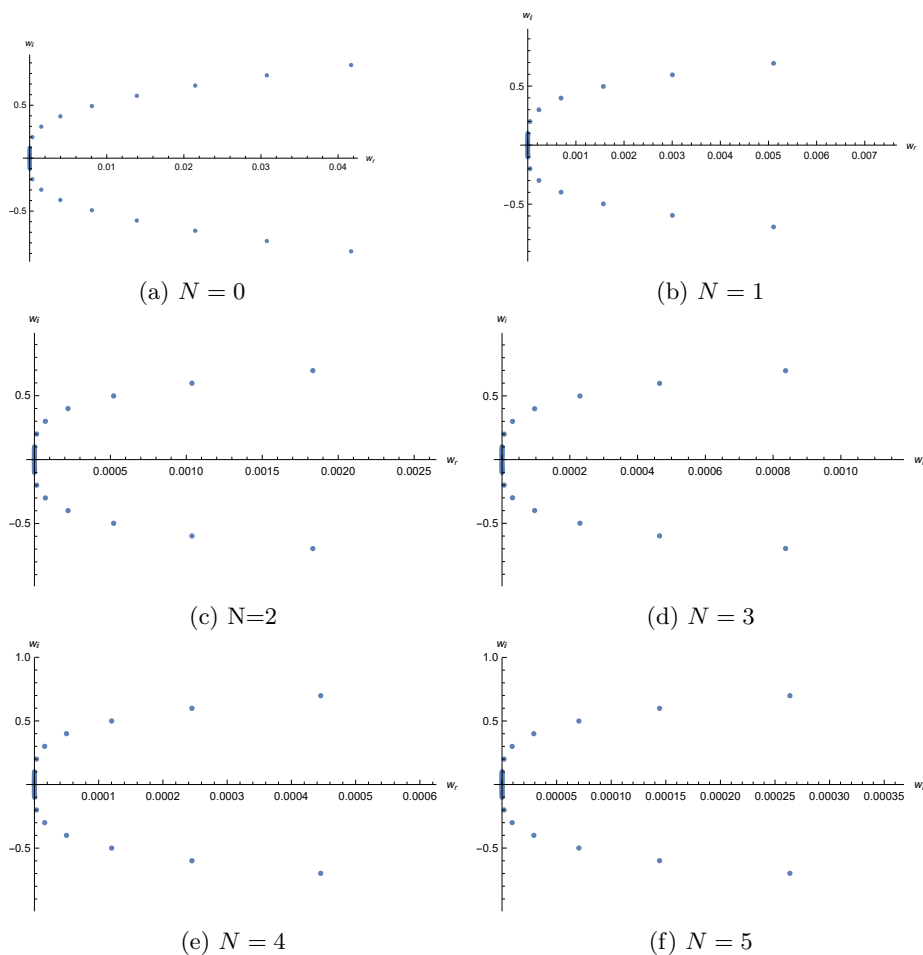 w_i
0.5
-0.5
0.01 0.02 0.03 0.04 w_r
(a) N = 0
w_i
0.5
-0.5
0.001 0.002 0.003 0.004 0.005 0.006 0.007 w_r
(b) N = 1
w_i
0.5
-0.5
0.0005 0.0010 0.0015 0.0020 0.0025 w_r
(c) N=2
w_i
0.5
-0.5
0.0002 0.0004 0.0006 0.0008 0.0010 w
(d) N = 3
w_i
1.0
0.5
-0.5
0.0001 0.0002 0.0003 0.0004 0.0005 0.0006 w_r
(e) N = 4
w_i
1.0
0.5
-0.5
0.00005 0.00010 0.00015 0.00020 0.00025 0.00030 0.00035 w
(f) N = 5